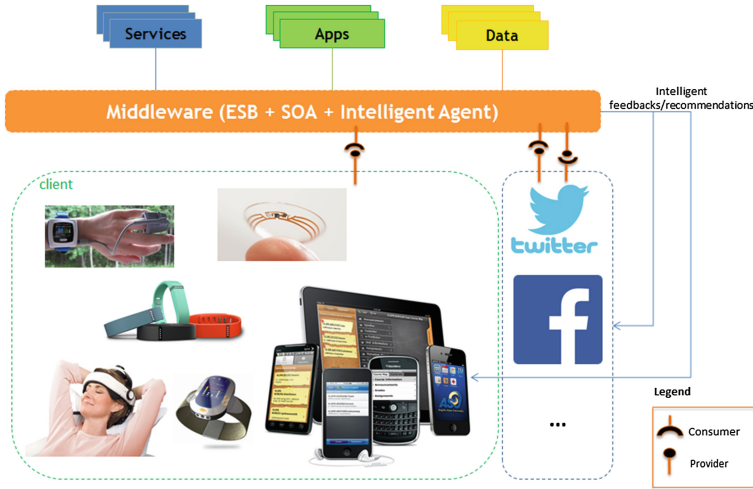 Services
Apps
Data
Intelligent
feedbacks/recommendations
Middleware (ESB + SOA + Intelligent Agent)
client
twitter
f
...
Legend
Consumer
Provider